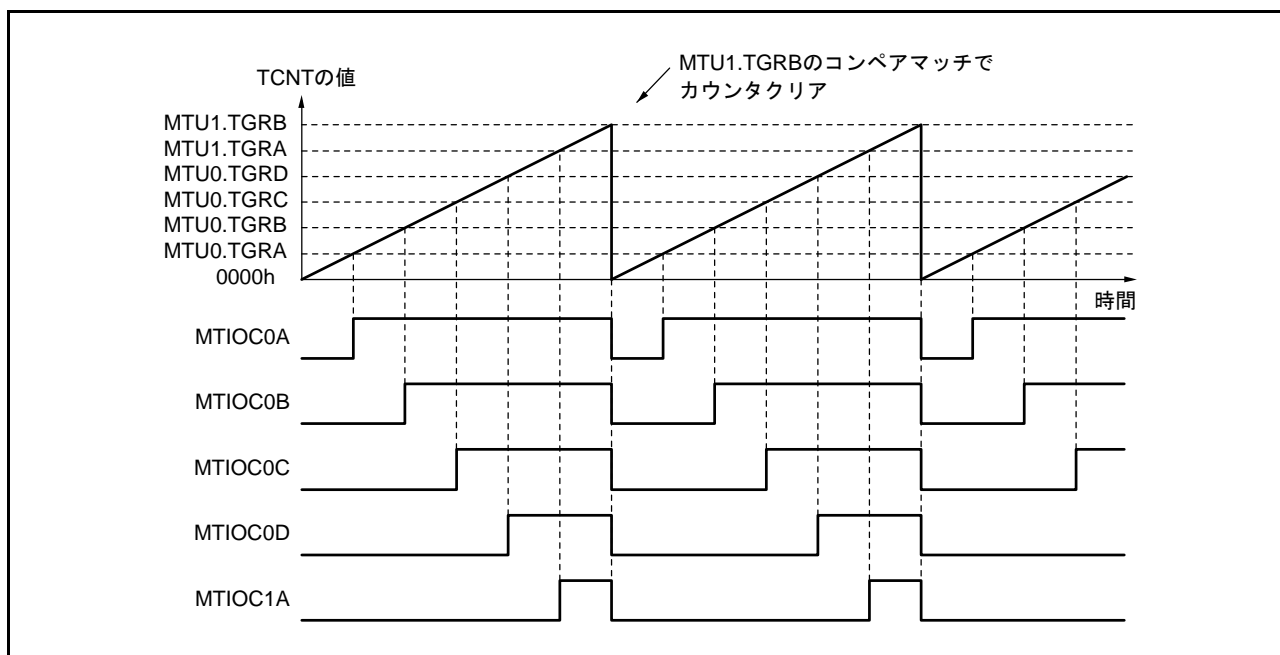 MTU1.TGRBのコンペアマッチで
カウンタクリア
TCNTの値
MTU1.TGRB
MTU1.TGRA
MTU0.TGRD
MTU0.TGRC
MTU0.TGRB
MTU0.TGRA
0000h
時間
MTIOC0A
MTIOC0B
MTIOC0C
MTIOC0D
MTIOC1A